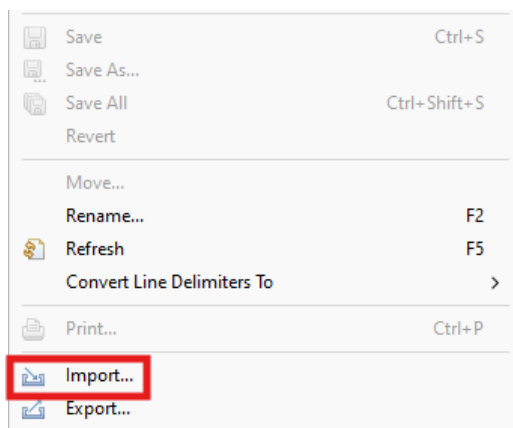 Save Ctrl+S
Save As...
Save All Ctrl+Shift+S
Revert
Move...
Rename... F2
Refresh F5
Convert Line Delimiters To >
Print... Ctrl+P
Import...
Export...